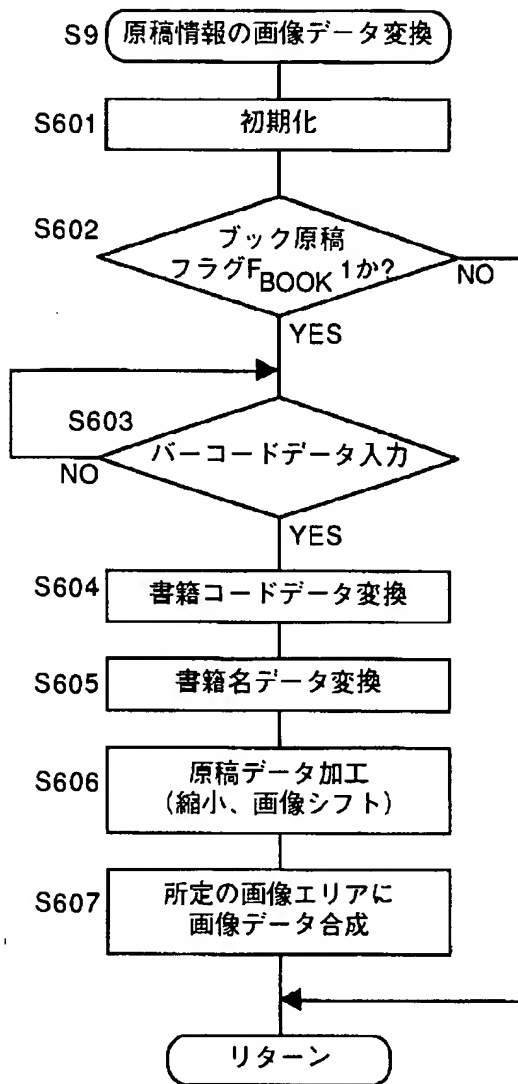 S9 原稿情報の画像データ変換
S601 初期化
S602
ブック原稿
フラグFBOOK 1か?
NO
YES
S603
バーコードデータ入力
NO
YES
S604 書籍コードデータ変換
S605 書籍名データ変換
S606 原稿データ加工
(縮小、画像シフト)
S607 所定の画像エリアに
画像データ合成
リターン